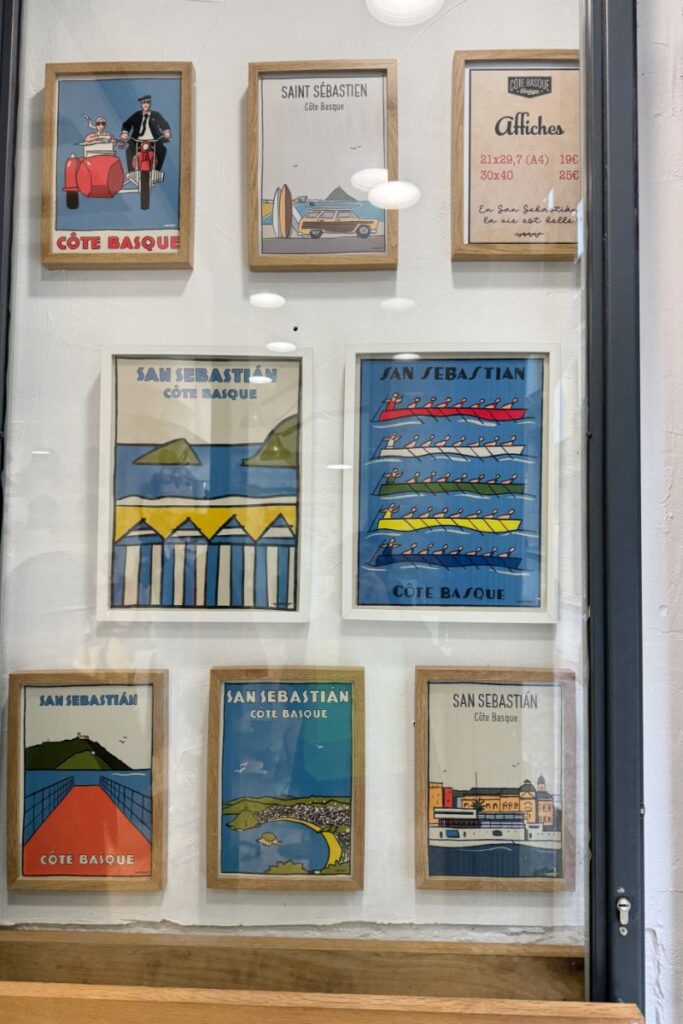 CÔTE BASQUE
SAINT SÉBASTIEN
Côte Basque
CÔTE BASQUE
Affiches
21x29,7 (A4) 19€
30x40 25€
En San Sebastián
la vie est belle!
SAN SEBASTIÁN
CÔTE BASQUE
SAN SEBASTIAN
CÔTE BASQUE
SAN SEBASTIÁN
CÔTE BASQUE
SAN SEBASTIÁN
CÔTE BASQUE
SAN SEBASTIÁN
Côte Basque